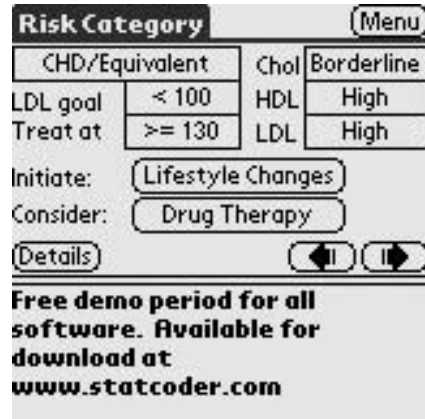 Risk Category Menu
CHD/Equivalent Chol Borderline
LDL goal < 100 HDL High
Treat at >= 130 LDL High
Initiate: Lifestyle Changes
Consider: Drug Therapy
Details
Free demo period for all
software. Available for
download at
www.statcoder.com